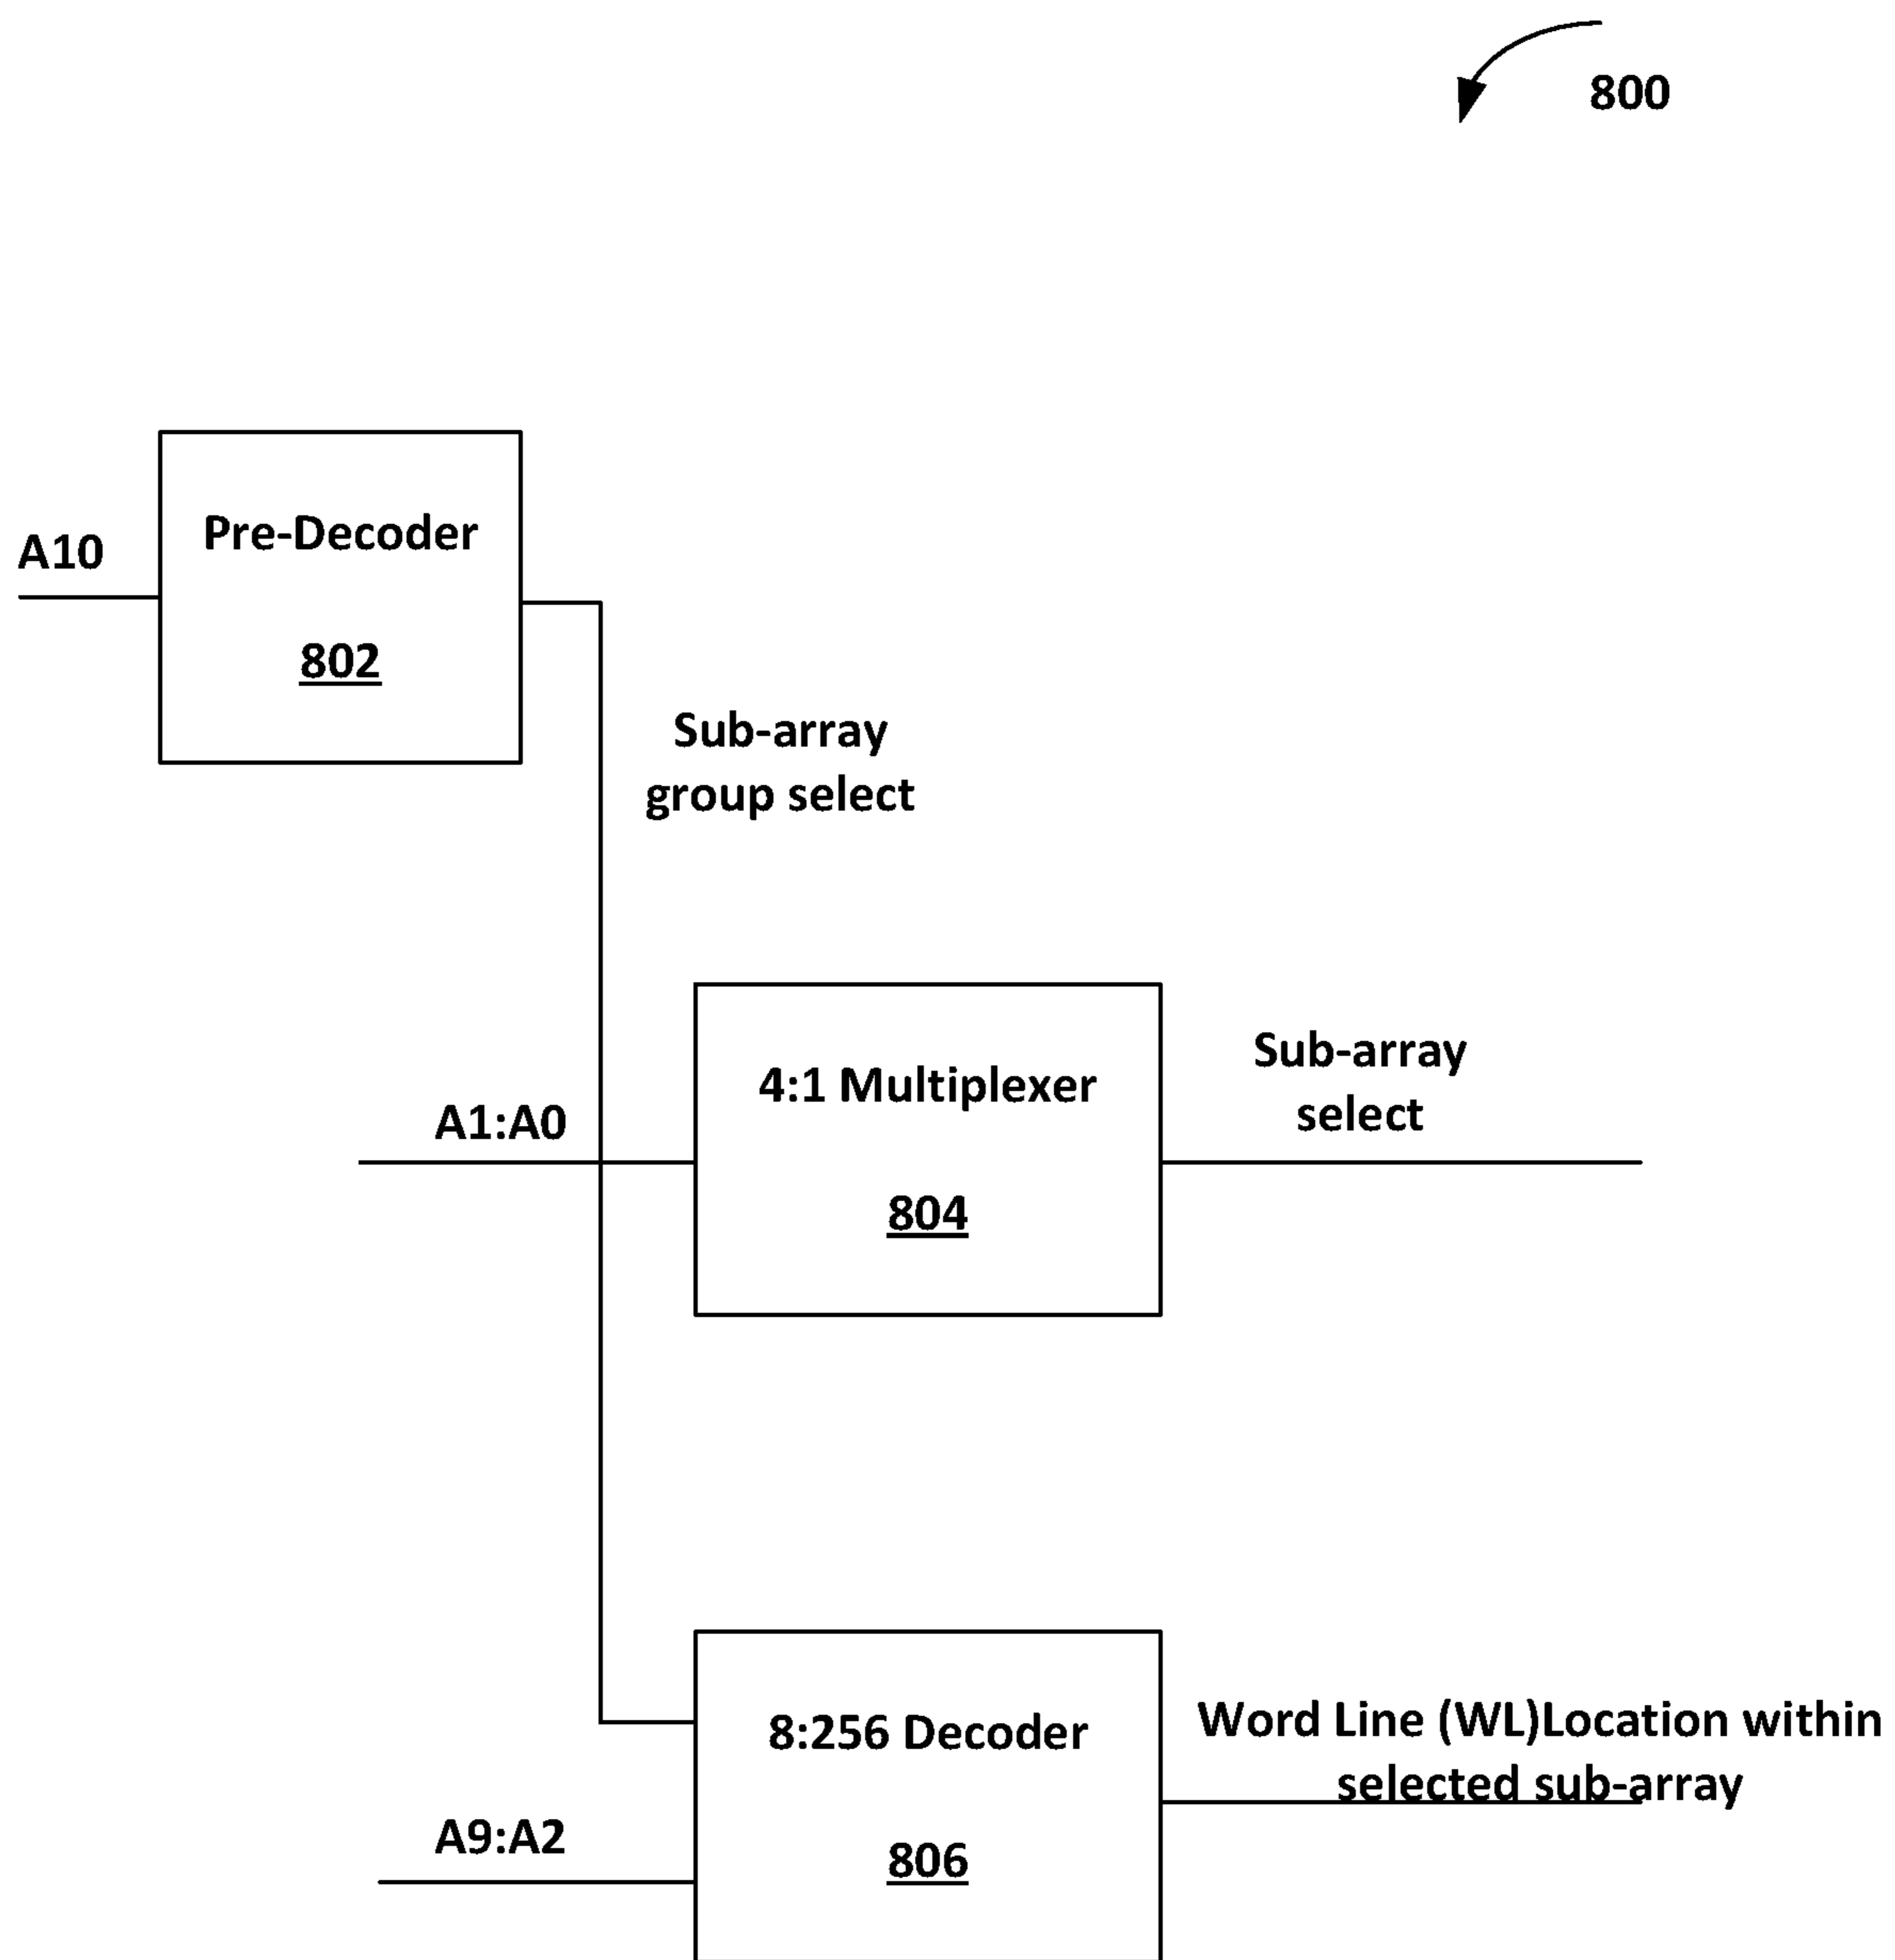 800
Pre-Decoder
A10
802
Sub-array
group select
4:1 Multiplexer
Sub-array
select
A1:A0
804
8:256 Decoder
Word Line (WL)Location within
selected sub-array
A9:A2
806